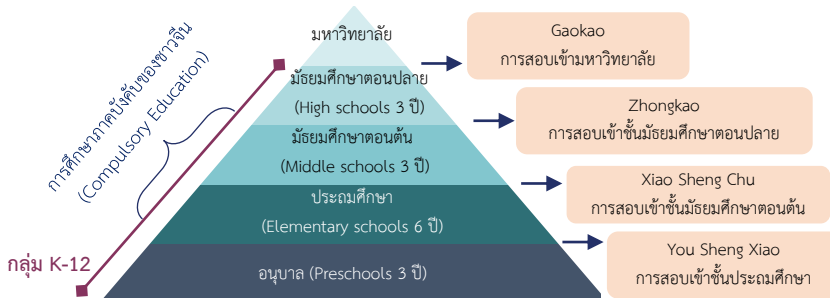 มหาวิทยาลัย
มัธยมศึกษาตอนปลาย
(High schools 3 ปี)
มัธยมศึกษาตอนต้น
(Middle schools 3 ปี)
ประถมศึกษา
(Elementary schools 6 ปี)
อนุบาล (Preschools 3 ปี)
การศึกษาภาคบังคับของชาวจีน
(Compulsory Education)
กลุ่ม K-12
Gaokao
การสอบเข้ามหาวิทยาลัย
Zhongkao
การสอบเข้าชั้นมัธยมศึกษาตอนปลาย
Xiao Sheng Chu
การสอบเข้าชั้นมัธยมศึกษาตอนต้น
You Sheng Xiao
การสอบเข้าชั้นประถมศึกษา